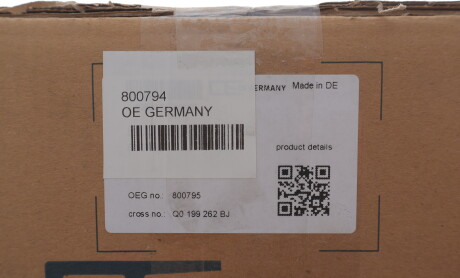 800794
OE GERMANY
ERMANY Made in DE
product details
OEG no.: 800795
cross no.: Q0 199 262 BJ